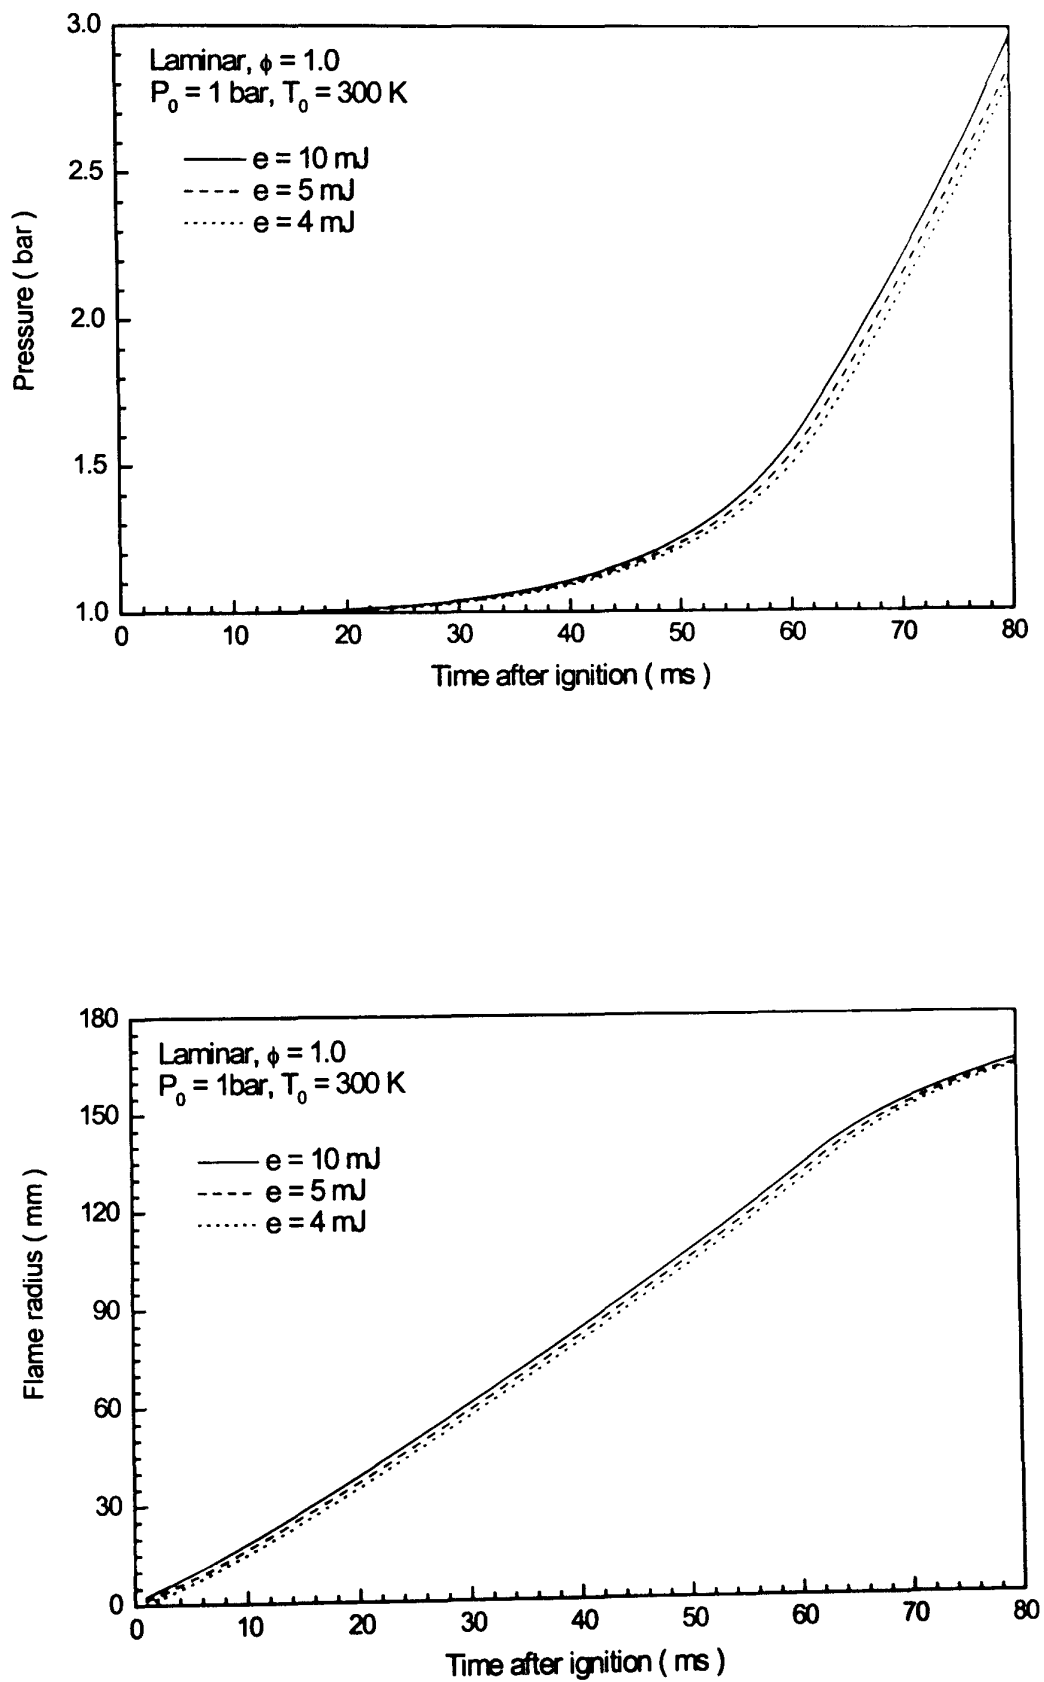 3.0
Laminar, ϕ = 1.0
P0 = 1 bar, T0 = 300 K
e = 10 mJ
e = 5 mJ
e = 4 mJ
2.5
2.0
1.5
1.0
Pressure ( bar )
0 10 20 30 40 50 60 70 80
Time after ignition ( ms )
180
Laminar, ϕ = 1.0
P0 = 1bar, T0 = 300 K
e = 10 mJ
e = 5 mJ
e = 4 mJ
150
120
90
60
30
0
Flame radius ( mm )
0 10 20 30 40 50 60 70 80
Time after ignition ( ms )